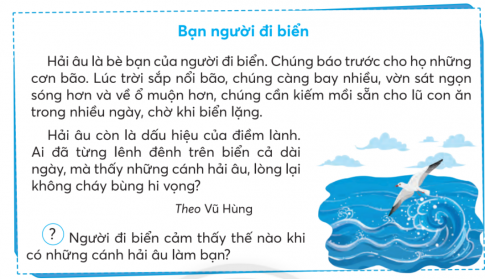 Bạn người đi biển
Hải âu là bè bạn của người đi biển. Chúng báo trước cho họ những
cơn bão. Lúc trời sắp nổi bão, chúng càng bay nhiều, vờn sát ngọn
sóng hơn và về ổ muộn hơn, chúng cần kiếm mồi sẵn cho lũ con ăn
trong nhiều ngày, chờ khi biển lặng.
Hải âu còn là dấu hiệu của điềm lành.
Ai đã từng lênh đênh trên biển cả dài
ngày, mà thấy những cánh hải âu, lòng lại
không cháy bùng hi vọng?
Theo Vũ Hùng
? Người đi biển cảm thấy thế nào khi
có những cánh hải âu làm bạn?